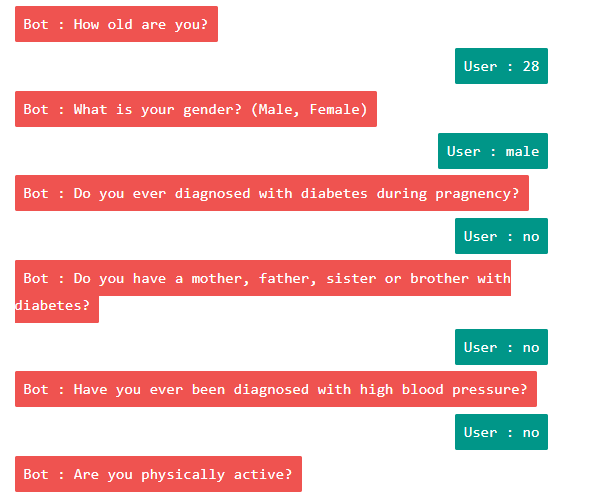 Bot : How old are you?
User : 28
Bot : What is your gender? (Male, Female)
User : male
Bot : Do you ever diagnosed with diabetes during pragnency?
User : no
Bot : Do you have a mother, father, sister or brother with
diabetes?
User : no
Bot : Have you ever been diagnosed with high blood pressure?
User : no
Bot : Are you physically active?